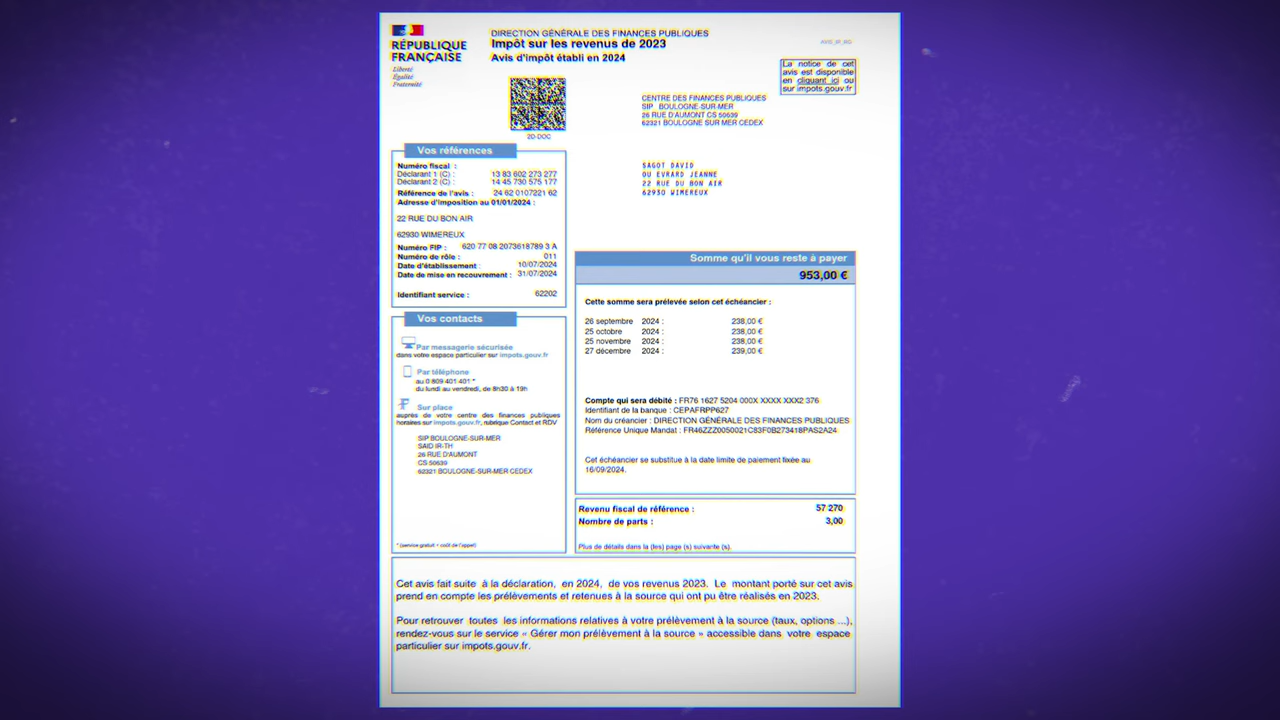 RÉPUBLIQUE
FRANÇAISE
Liberté
Égalité
Fraternité
DIRECTION GÉNÉRALE DES FINANCES PUBLIQUES
Impôt sur les revenus de 2023
Avis d'impôt établi en 2024
2D-DOC
AVIS_IR_BG
La notice de cet
avis est disponible
en cliquant ici ou
sur impots.gouv.fr
CENTRE DES FINANCES PUBLIQUES
SIP BOULOGNE-SUR-MER
26 RUE D'AUMONT CS 50639
62321 BOULOGNE SUR MER CEDEX
SAGOT DAVID
OU EVRARD JEANNE
22 RUE DU BON AIR
62930 WIMEREUX
Vos références
Numéro fiscal :
Déclarant 1 (C) : 13 83 602 273 277
Déclarant 2 (C) : 14 45 730 575 177
Référence de l'avis : 24 62 0107221 62
Adresse d'imposition au 01/01/2024 :
22 RUE DU BON AIR
62930 WIMEREUX
Numéro FIP : 620 77 08 2073618789 3 A
Numéro de rôle : 011
Date d'établissement : 10/07/2024
Date de mise en recouvrement : 31/07/2024
Identifiant service : 62202
Vos contacts
Par messagerie sécurisée
dans votre espace particulier sur impots.gouv.fr
Par téléphone
au 0 809 401 401 *
du lundi au vendredi, de 8h30 à 19h
Sur place
auprès de votre centre des finances publiques
horaires sur impots.gouv.fr, rubrique Contact et RDV
SIP BOULOGNE-SUR-MER
SAID IR-TH
26 RUE D'AUMONT
CS 50639
62321 BOULOGNE-SUR-MER CEDEX
* (service gratuit + coût de l'appel)
Somme qu'il vous reste à payer
953,00 €
Cette somme sera prélevée selon cet échéancier :
26 septembre 2024 : 238,00 €
25 octobre 2024 : 238,00 €
25 novembre 2024 : 238,00 €
27 décembre 2024 : 239,00 €
Compte qui sera débité : FR76 1627 5204 000X XXXX XXX2 376
Identifiant de la banque : CEPAFRPP627
Nom du créancier : DIRECTION GÉNÉRALE DES FINANCES PUBLIQUES
Référence Unique Mandat : FR46ZZZ0050021C83F0B273418PAS2A24
Cet échéancier se substitue à la date limite de paiement fixée au
16/09/2024.
Revenu fiscal de référence : 57 270
Nombre de parts : 3,00
Plus de détails dans la (les) page (s) suivante (s).
Cet avis fait suite à la déclaration, en 2024, de vos revenus 2023. Le montant porté sur cet avis
prend en compte les prélèvements et retenues à la source qui ont pu être réalisés en 2023.
Pour retrouver toutes les informations relatives à votre prélèvement à la source (taux, options ...),
rendez-vous sur le service « Gérer mon prélèvement à la source » accessible dans votre espace
particulier sur impots.gouv.fr.